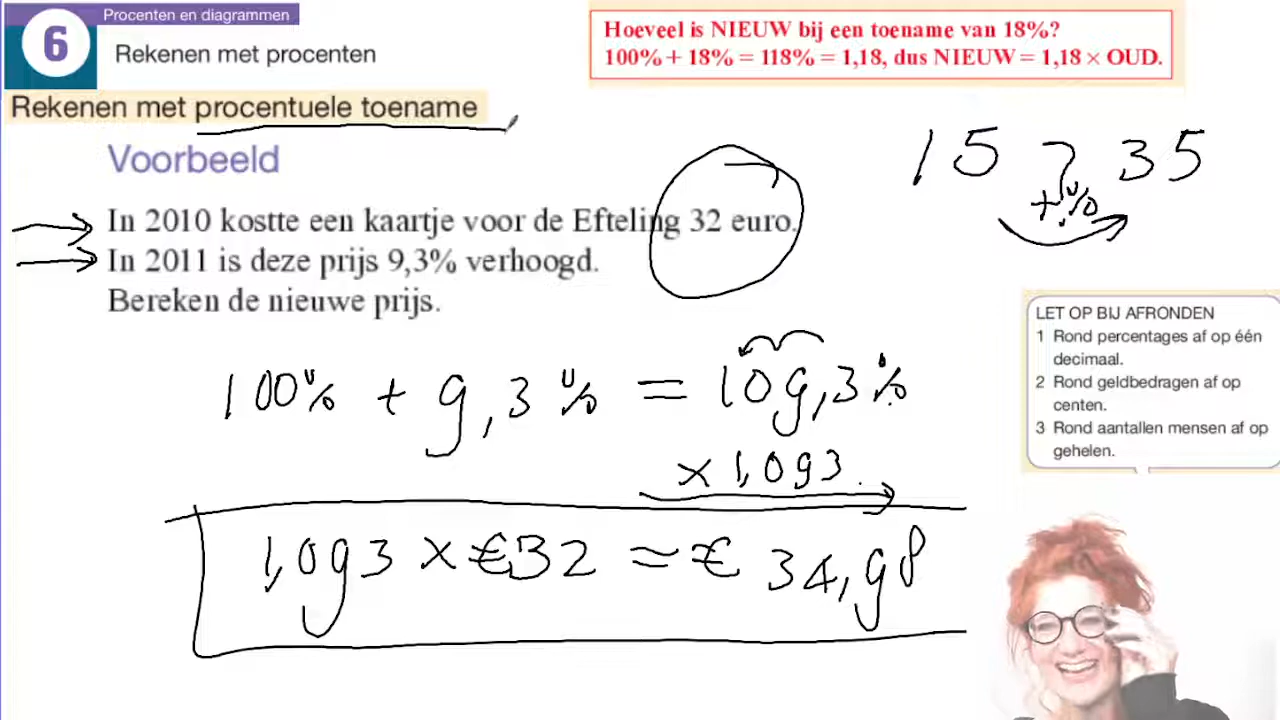 6
Procenten en diagrammen
Rekenen met procenten
Hoeveel is NIEUW bij een toename van 18%?
100% + 18% = 118% = 1,18, dus NIEUW = 1,18 × OUD.
Rekenen met procentuele toename
Voorbeeld
15 ? 35
+%
In 2010 kostte een kaartje voor de Efteling 32 euro.
In 2011 is deze prijs 9,3% verhoogd.
Bereken de nieuwe prijs.
LET OP BIJ AFRONDEN
1 Rond percentages af op één
decimaal.
2 Rond geldbedragen af op
centen.
3 Rond aantallen mensen af op
gehelen.
100% + 9,3% = 109,3%
× 1,093
1,093 × €32 = € 34,98